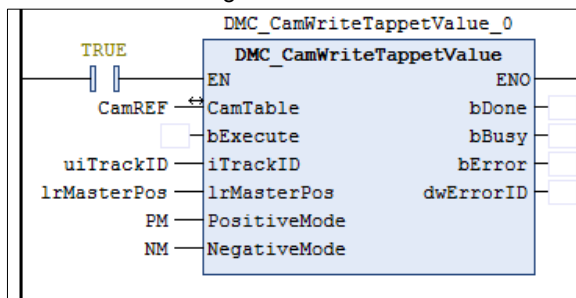 DMC_CamWriteTappetValue_0
TRUE
DMC_CamWriteTappetValue
EN ENO
CamREF CamTable bDone
bExecute bBusy
uiTrackID iTrackID bError
lrMasterPos lrMasterPos dwErrorID
PM PositiveMode
NM NegativeMode